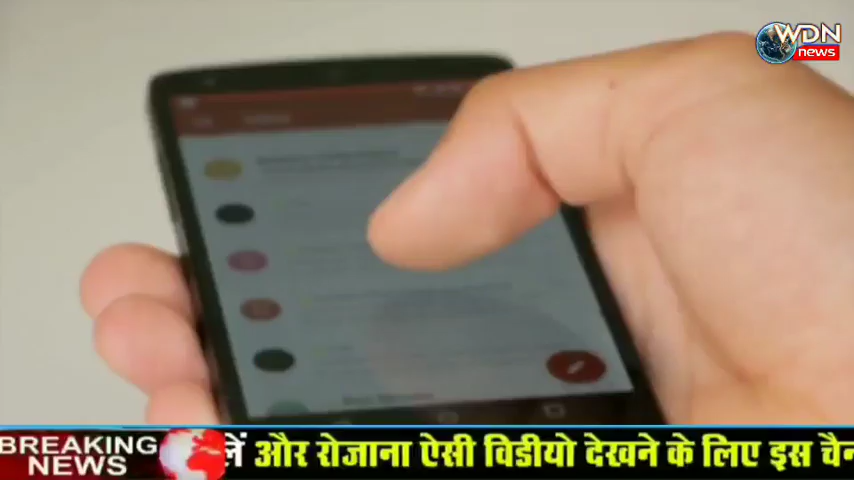 WDN
news
BREAKING
NEWS
लें और रोजाना ऐसी विडीयो देखने के लिए इस चैन